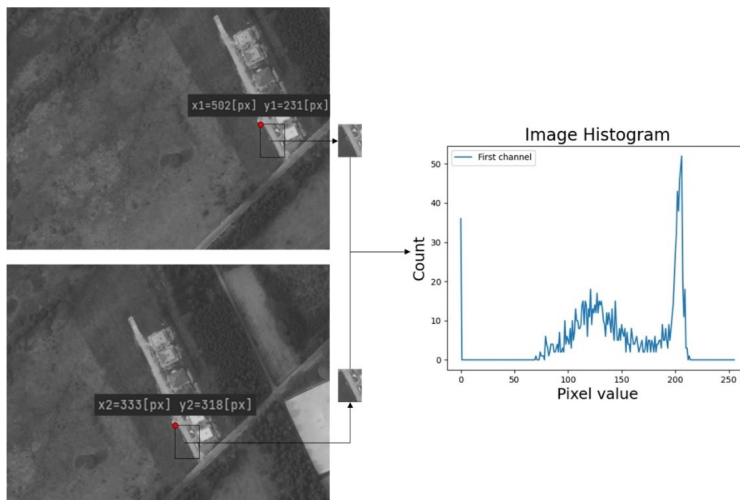 x1=502[px] y1=231[px]
x2=333[px] y2=318[px]
Image Histogram
First channel
50
40
30
20
10
0
Count
0
50
100
150
200
250
Pixel value